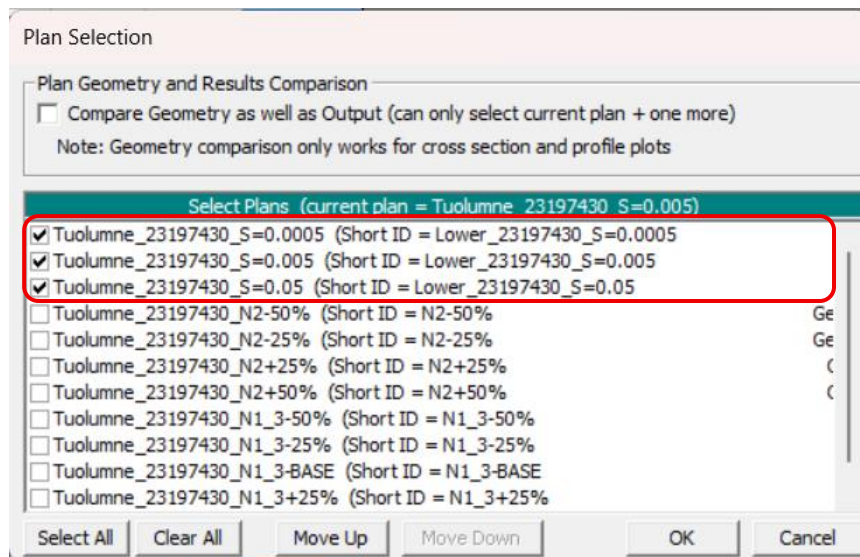 Plan Selection
Plan Geometry and Results Comparison
Compare Geometry as well as Output (can only select current plan + one more)
Note: Geometry comparison only works for cross section and profile plots
Select Plans (current plan = Tuolumne_23197430_S=0.005)
Tuolumne_23197430_S=0.0005 (Short ID = Lower_23197430_S=0.0005
Tuolumne_23197430_S=0.005 (Short ID = Lower_23197430_S=0.005
Tuolumne_23197430_S=0.05 (Short ID = Lower_23197430_S=0.05
Tuolumne_23197430_N2-50% (Short ID = N2-50% Ge
Tuolumne_23197430_N2-25% (Short ID = N2-25% Ge
Tuolumne_23197430_N2+25% (Short ID = N2+25%
Tuolumne_23197430_N2+50% (Short ID = N2+50%
Tuolumne_23197430_N1_3-50% (Short ID = N1_3-50%
Tuolumne_23197430_N1_3-25% (Short ID = N1_3-25%
Tuolumne_23197430_N1_3-BASE (Short ID = N1_3-BASE
Tuolumne_23197430_N1_3+25% (Short ID = N1_3+25%
Select All Clear All Move Up Move Down OK Cancel